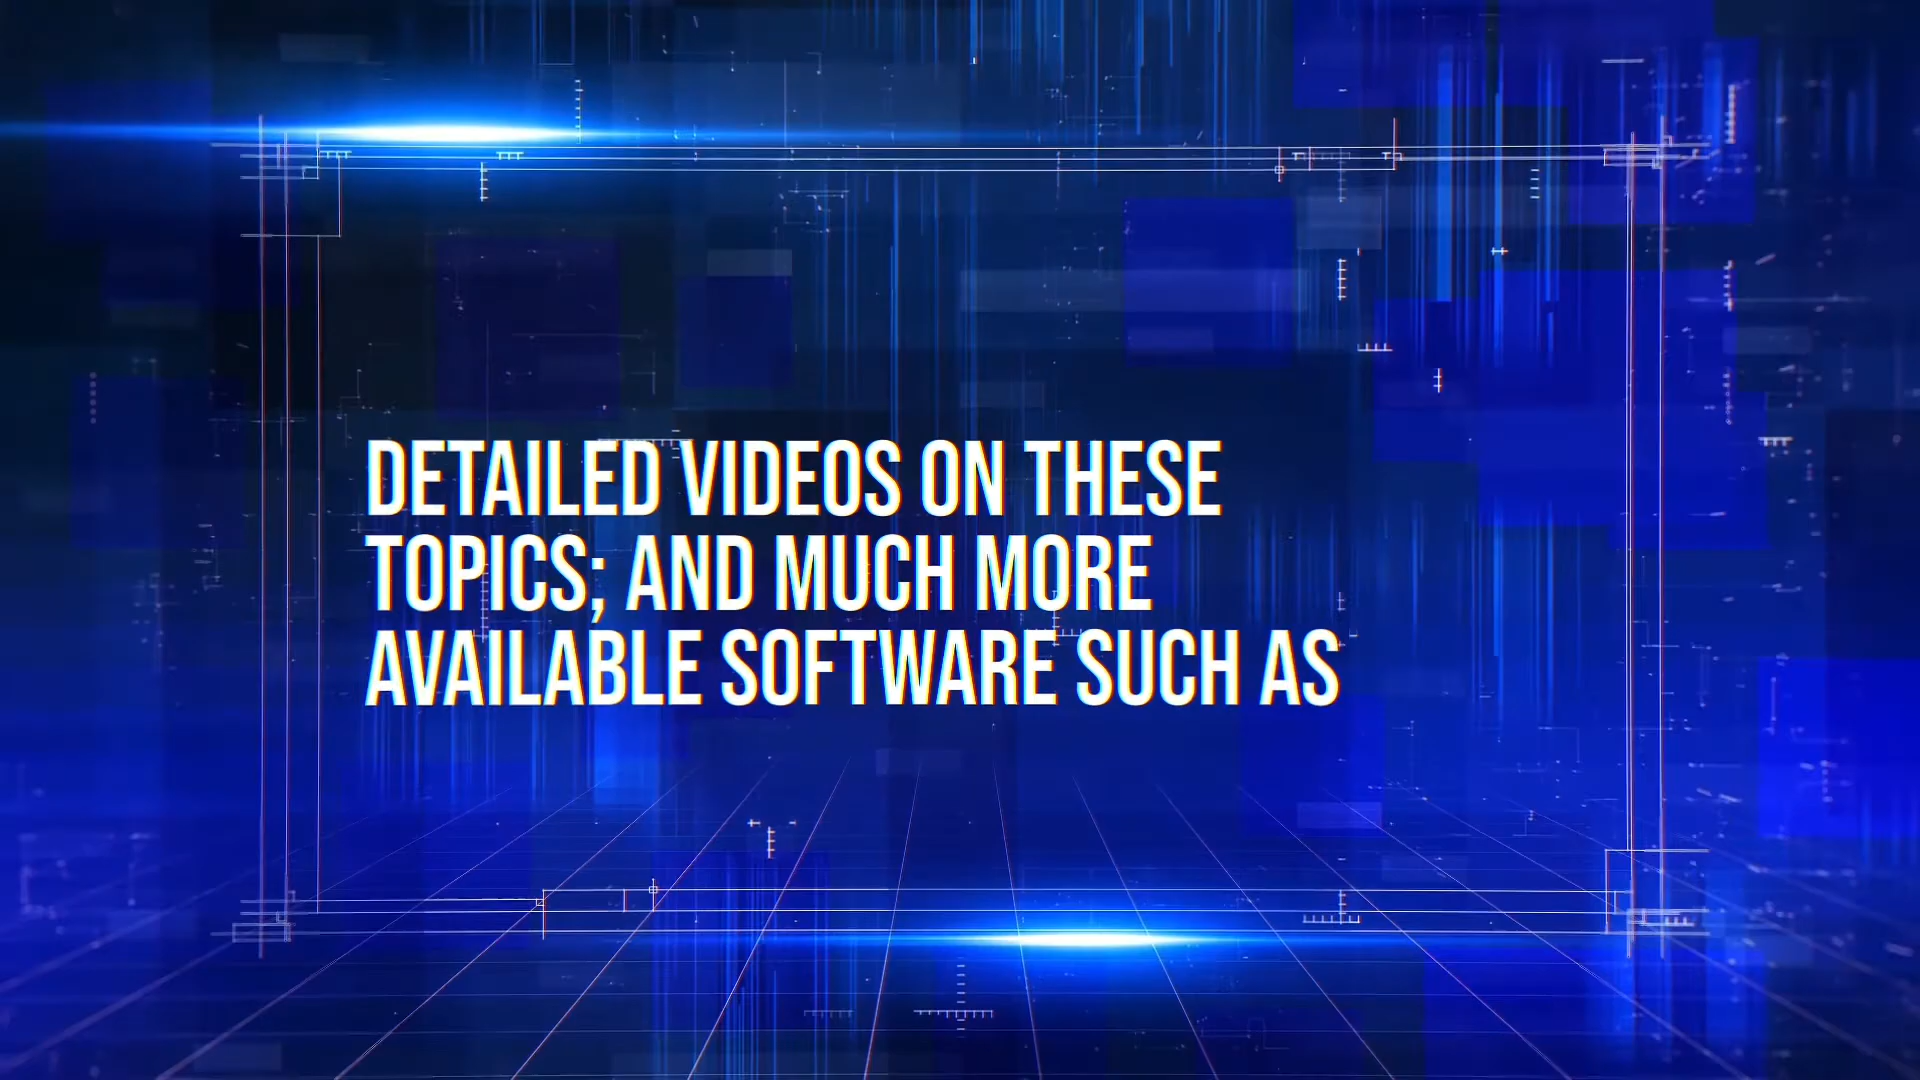 DETAILED VIDEOS ON THESE
TOPICS; AND MUCH MORE
AVAILABLE SOFTWARE SUCH AS